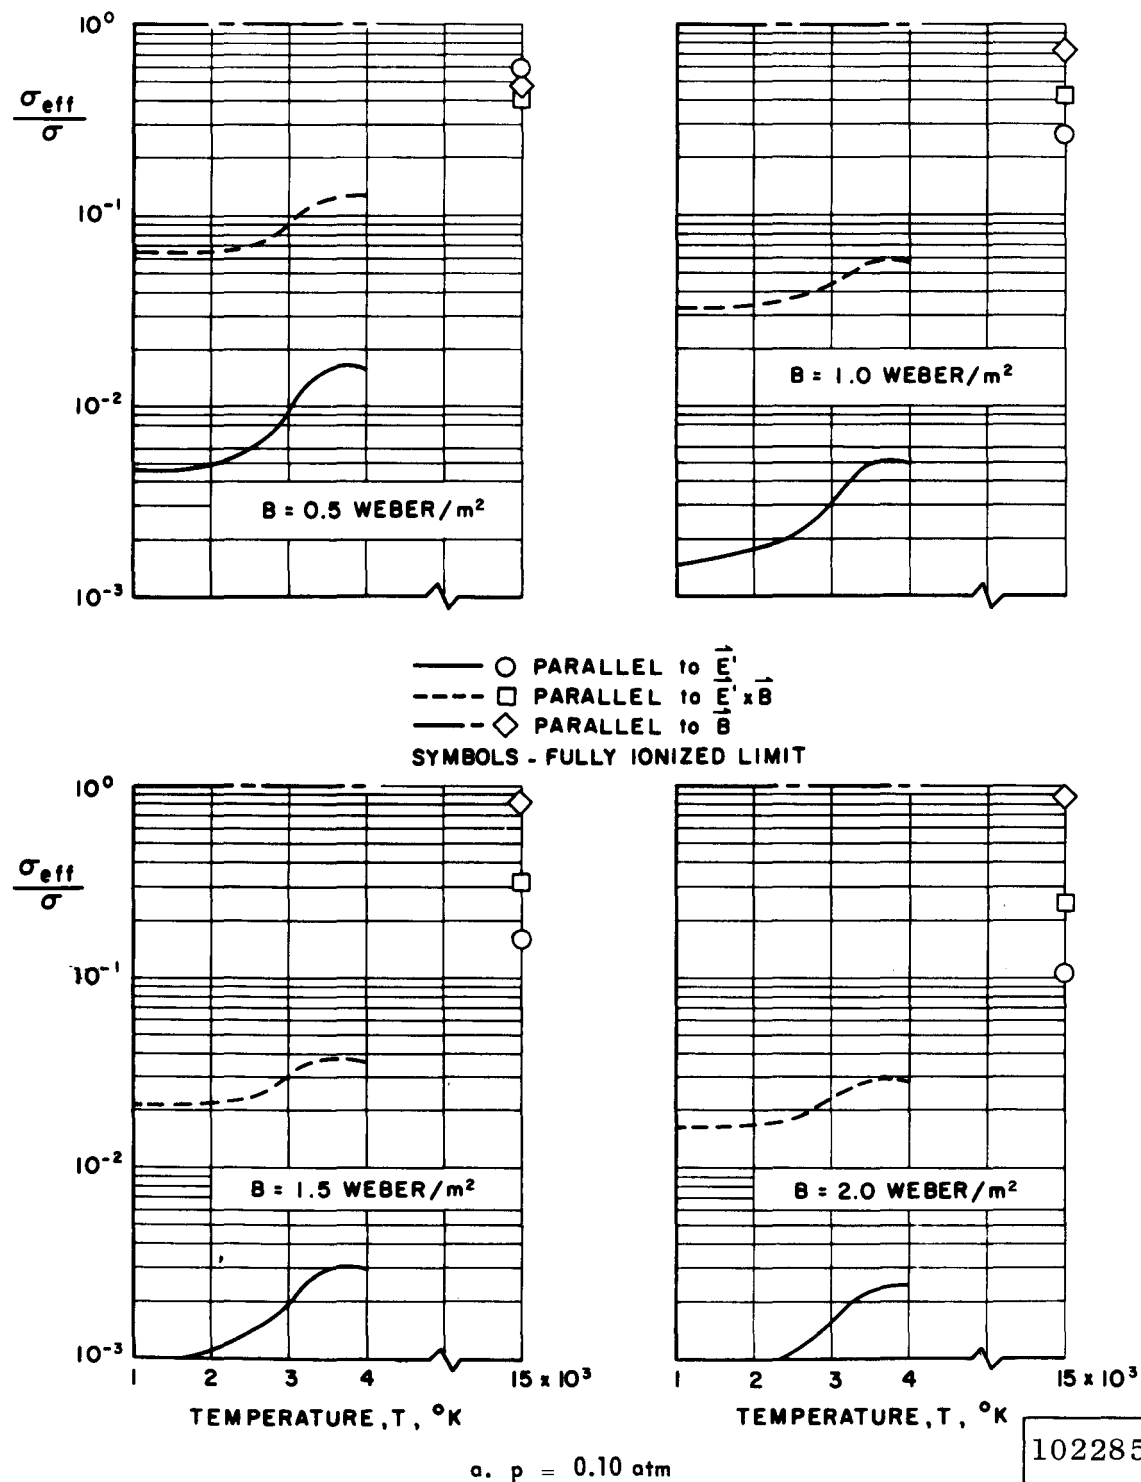 10⁰
σeff/σ
10⁻¹
10⁻²
10⁻³
B = 0.5 WEBER/m²
B = 1.0 WEBER/m²
PARALLEL to E⃗'
PARALLEL to E⃗' x B⃗
PARALLEL to B⃗
SYMBOLS - FULLY IONIZED LIMIT
10⁰
σeff/σ
10⁻¹
10⁻²
10⁻³
B = 1.5 WEBER/m²
B = 2.0 WEBER/m²
1 2 3 4 15 x 10³
1 2 3 4 15 x 10³
TEMPERATURE, T, °K
TEMPERATURE, T, °K
102285
a. p = 0.10 atm